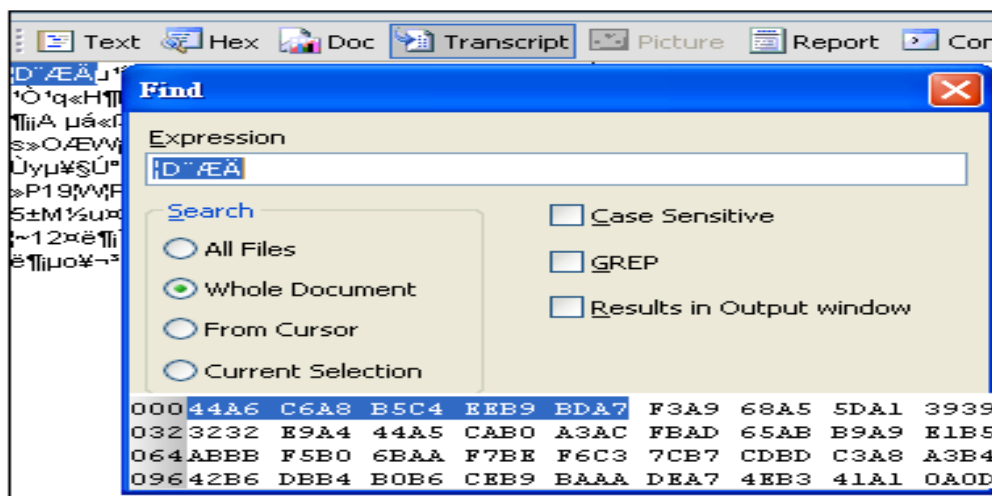 Text Hex Doc Transcript Picture Report Con
¦D¨ÆÄ
Find
Expression
¦D¨ÆÄ
Search
All Files
Whole Document
From Cursor
Current Selection
Case Sensitive
GREP
Results in Output window
000 44A6 C6A8 B5C4 EEB9 BDA7 F3A9 68A5 5DA1 3939
032 3232 E9A4 44A5 CAB0 A3AC FBAD 65AB B9A9 E1B5
064 ABBB F5B0 6BAA F7BE F6C3 7CB7 CDBD C3A8 A3B4
096 42B6 DBB4 B0B6 CEB9 BAAA DEA7 4EB3 41A1 0A0D